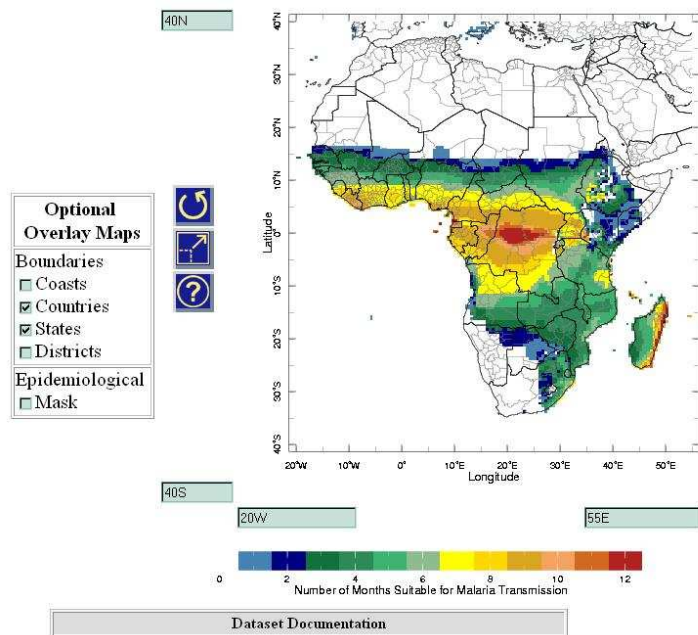 40N
40°N
30°N
20°N
10°N
0°
10°S
20°S
30°S
40°S
Latitude
20°W
10°W
0°
10°E
20°E
30°E
40°E
50°E
Longitude
Optional
Overlay Maps
Boundaries
Coasts
Countries
States
Districts
Epidemiological
Mask
?
40S
20W
55E
0
2
4
6
8
10
12
Number of Months Suitable for Malaria Transmission
Dataset Documentation